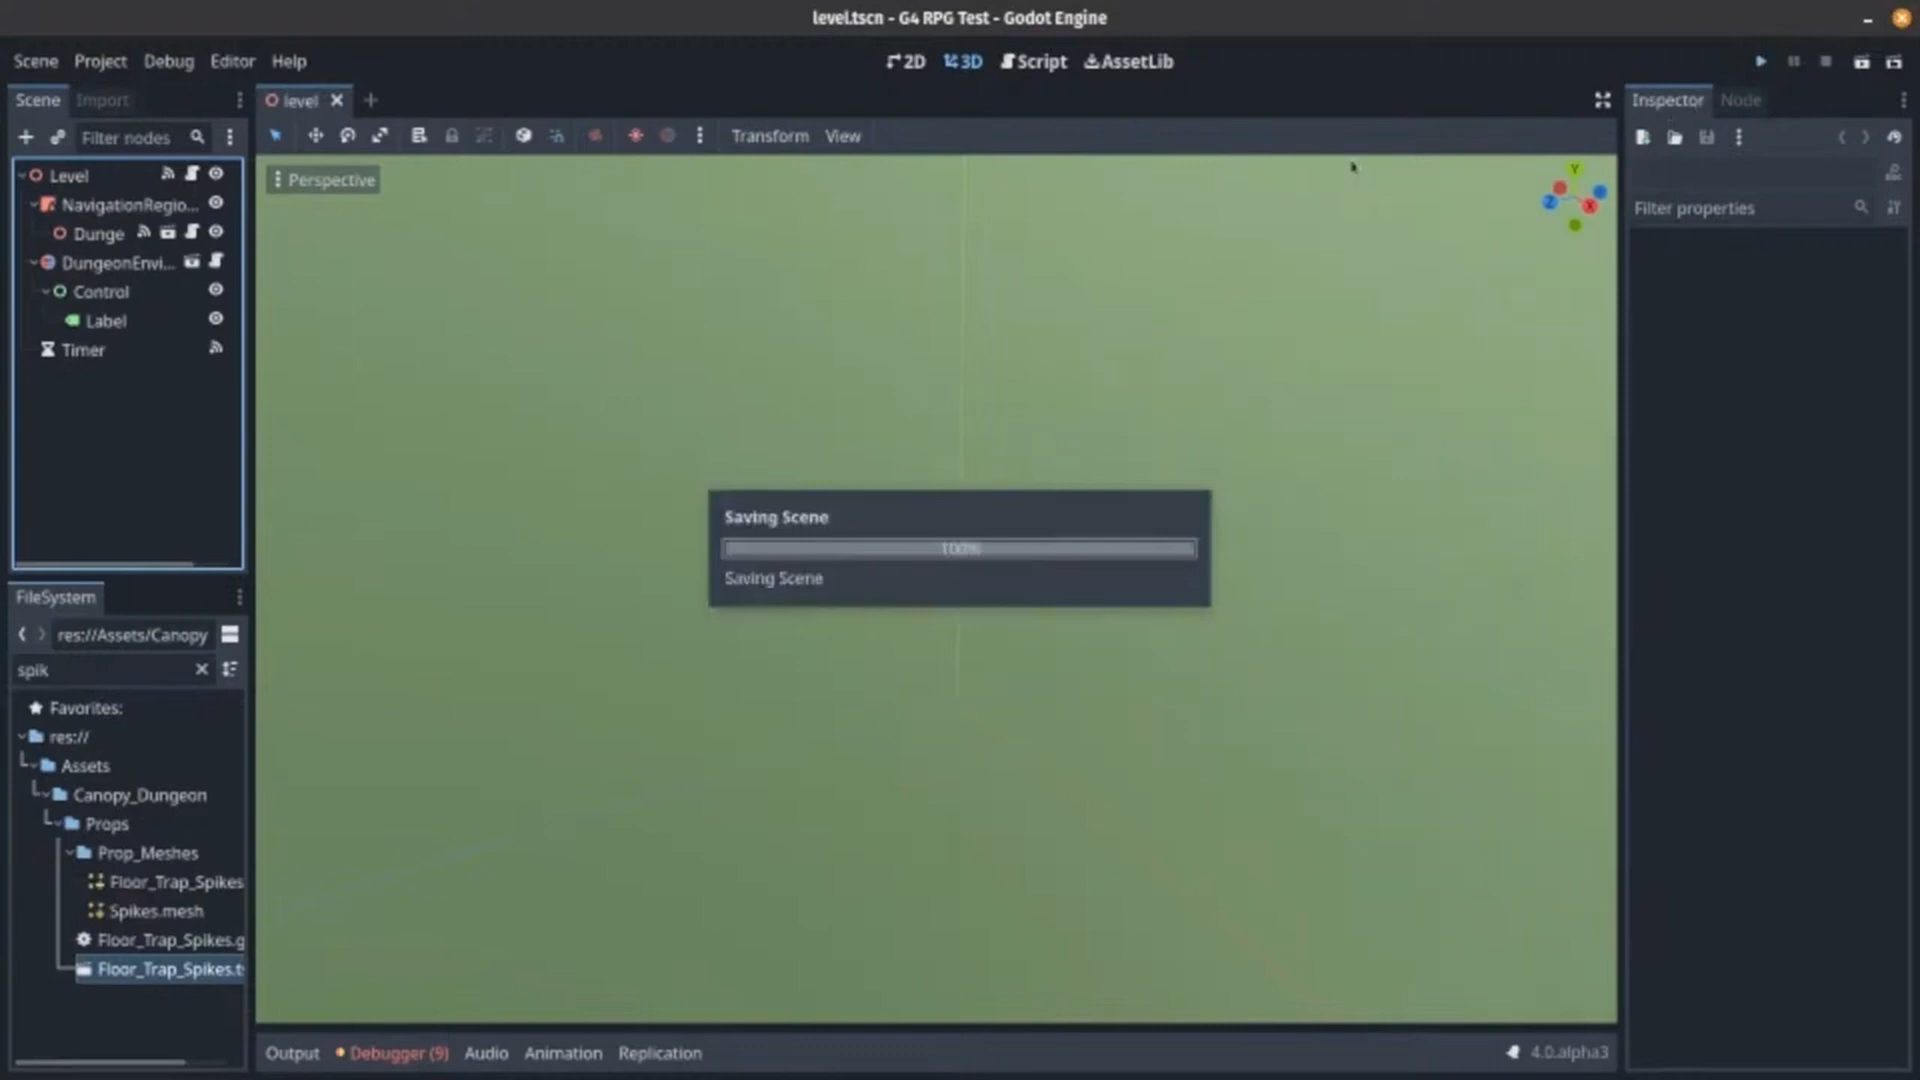 level.tscn - G4 RPG Test - Godot Engine
Scene Project Debug Editor Help
2D 3D Script AssetLib
Scene Import
level
Inspector Node
Filter nodes
Transform View
Perspective
Y
Z X
Filter properties
Level
NavigationRegio...
Dunge
DungeonEnvi...
Control
Label
Timer
Saving Scene
100%
Saving Scene
FileSystem
res://Assets/Canopy
spik
Favorites:
res://
Assets
Canopy_Dungeon
Props
Prop_Meshes
Floor_Trap_Spikes
Spikes.mesh
Floor_Trap_Spikes.g
Floor_Trap_Spikes.t
Output Debugger (9) Audio Animation Replication
4.0.alpha3